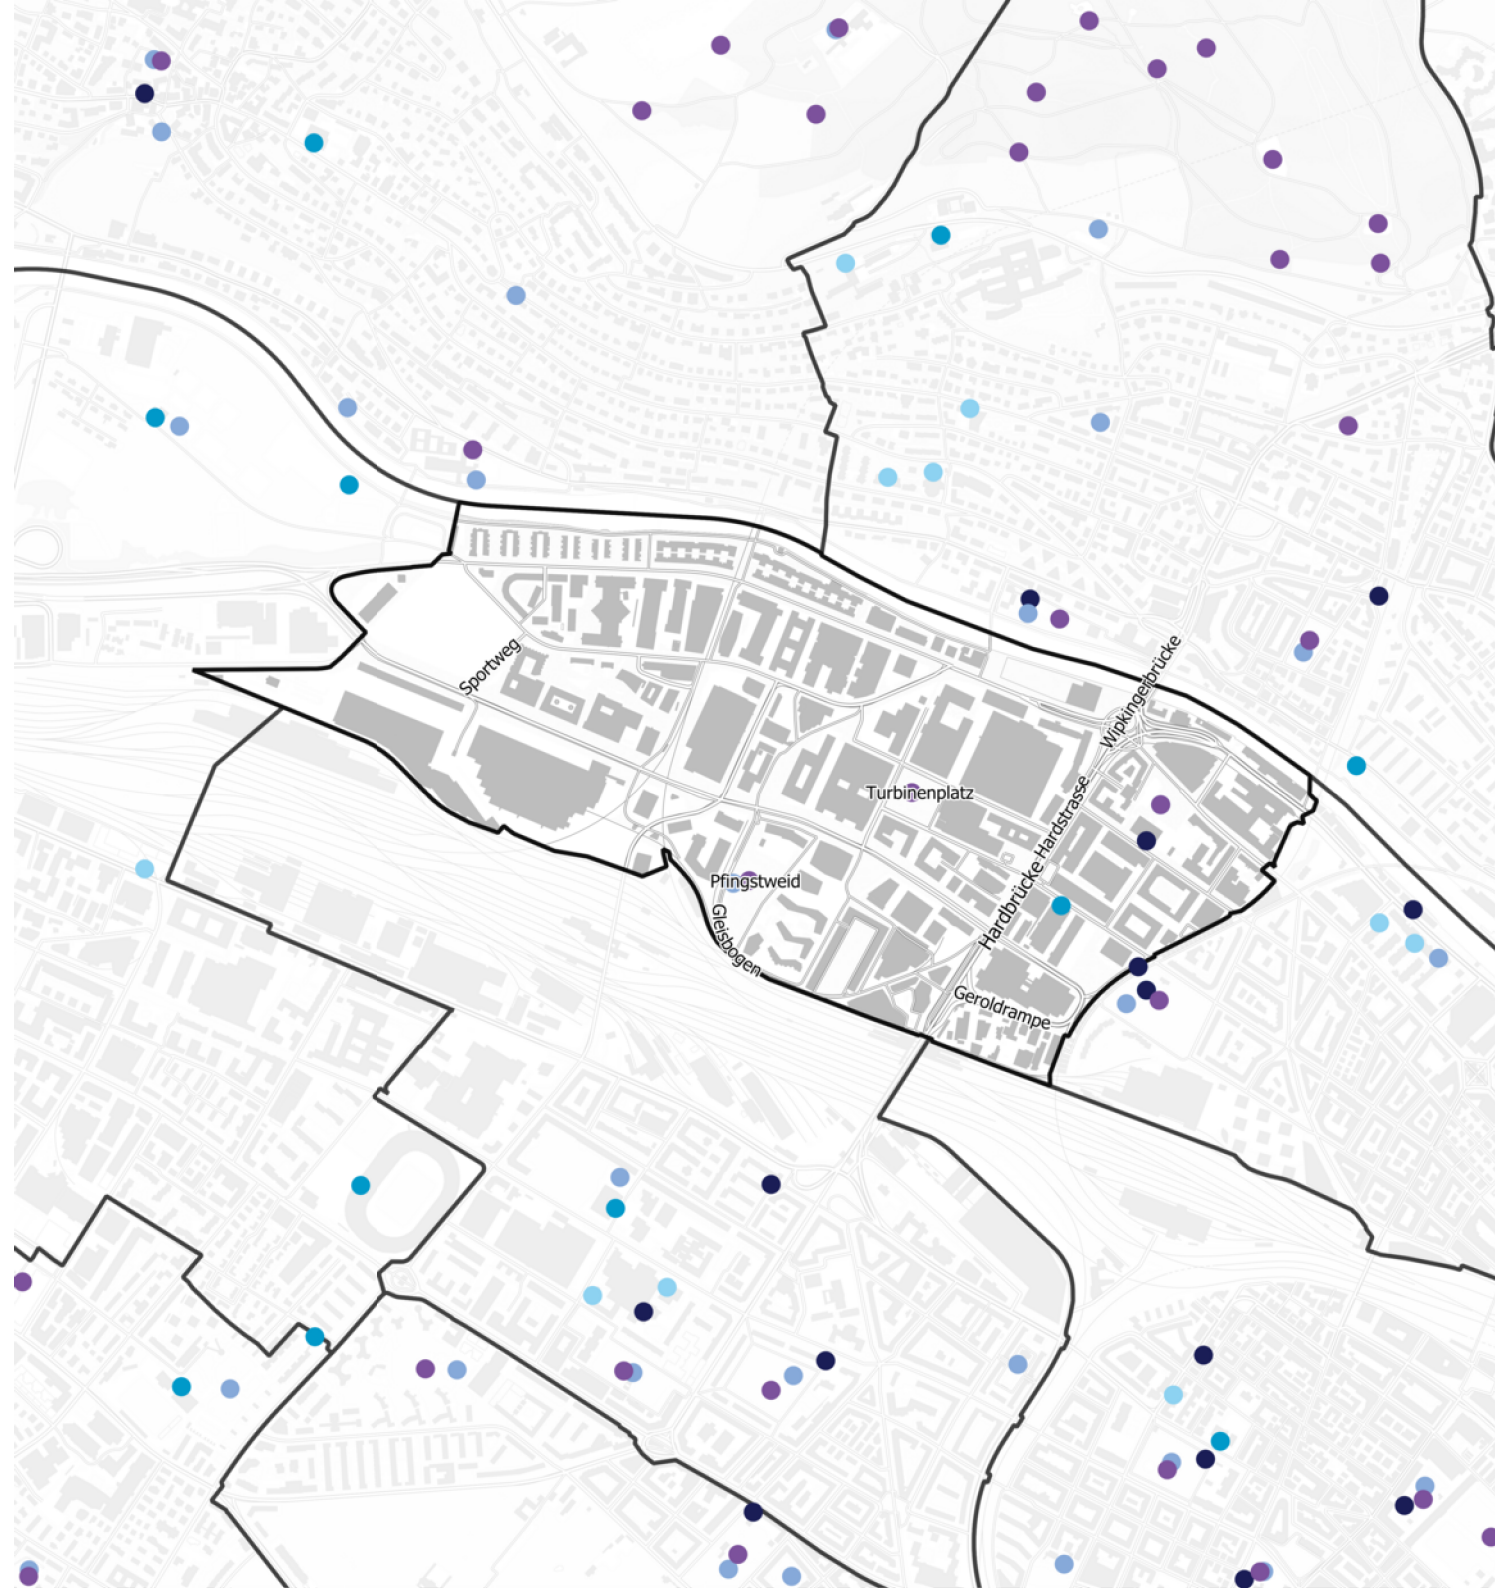 Sportweg
Wipkingerbrücke
Turbinenplatz
Hardbrücke Hardstrasse
Pfingstweid
Gleisbogen
Geroldrampe